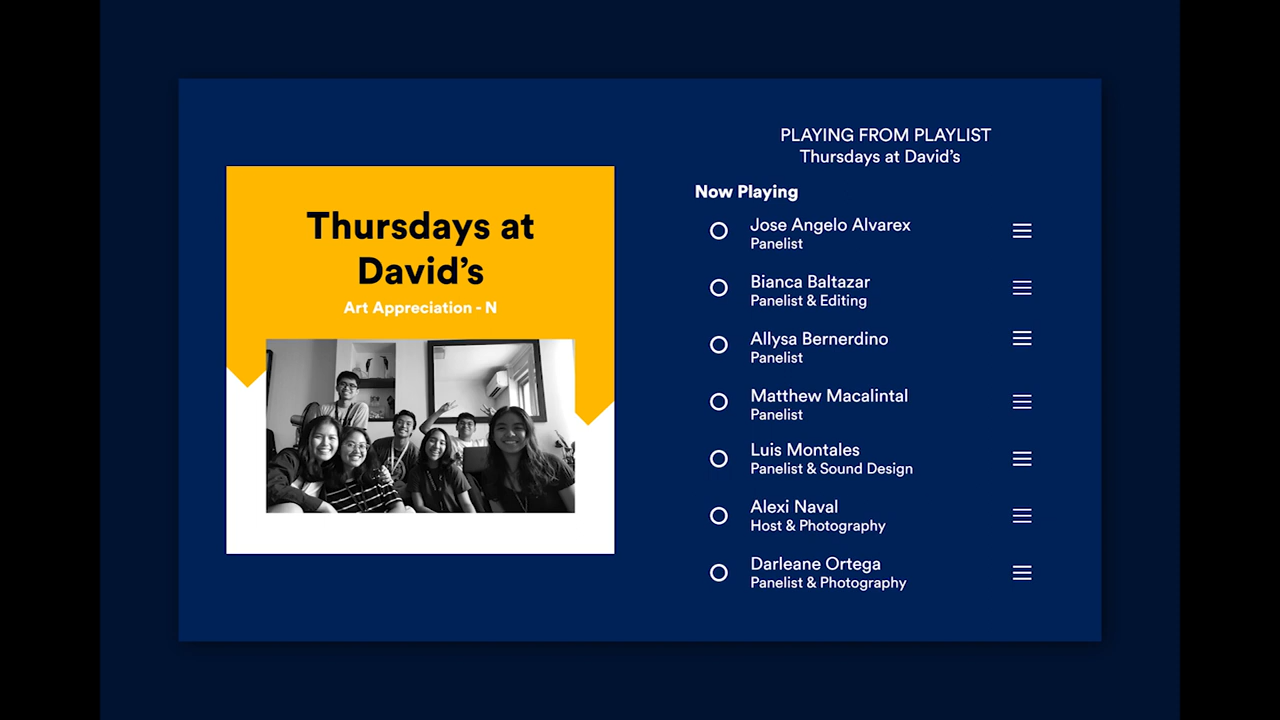 Thursdays at
David’s
Art Appreciation - N
PLAYING FROM PLAYLIST
Thursdays at David’s
Now Playing
Jose Angelo Alvarex
Panelist
Bianca Baltazar
Panelist & Editing
Allysa Bernerdino
Panelist
Matthew Macalintal
Panelist
Luis Montales
Panelist & Sound Design
Alexi Naval
Host & Photography
Darleane Ortega
Panelist & Photography